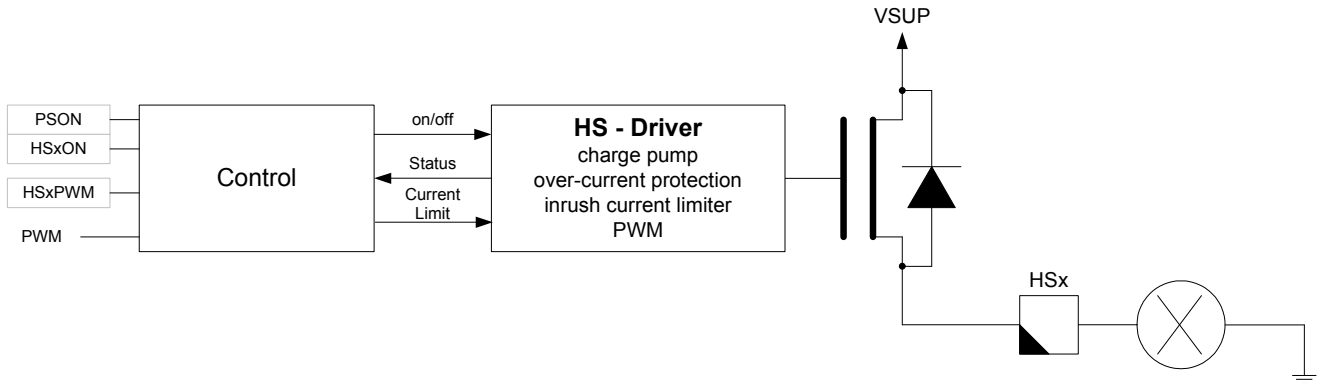 VSUP
PSON
HSxON
HSxPWM
PWM
Control
on/off
Status
Current
Limit
HS - Driver
charge pump
over-current protection
inrush current limiter
PWM
HSx